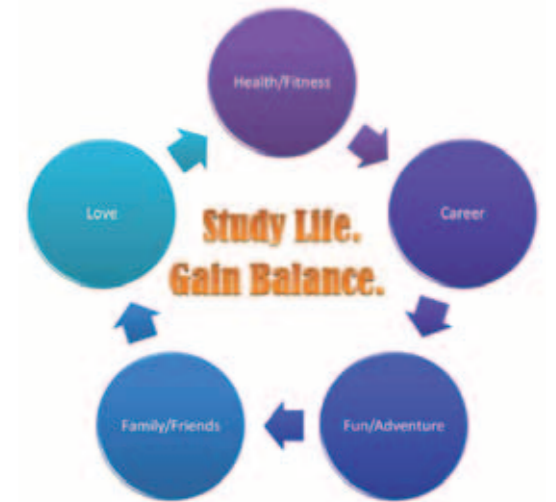 Health/Fitness
Career
Fun/Adventure
Family/Friends
Love
Study Life.
Gain Balance.